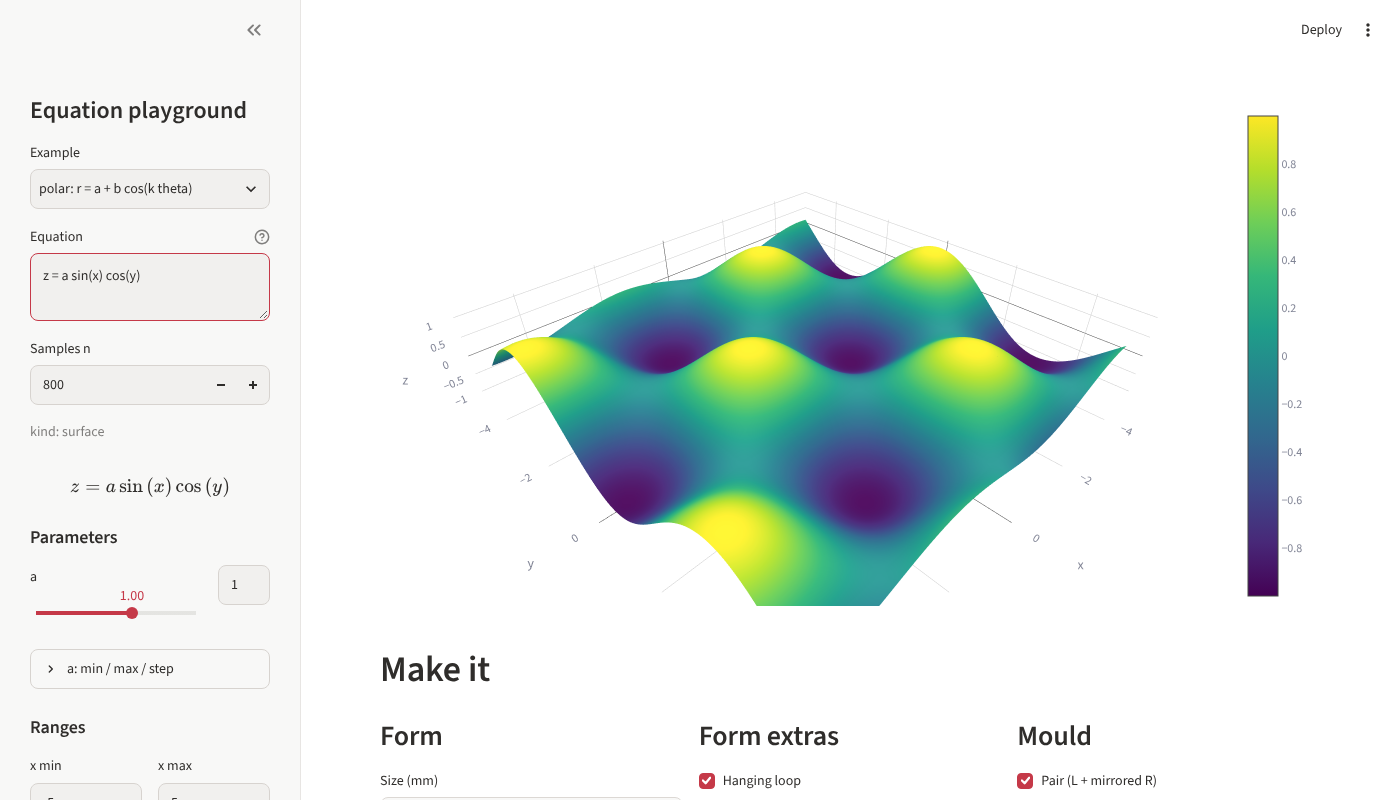 Deploy
Equation playground
Example
polar: r = a + b cos(k theta)
Equation
z = a sin(x) cos(y)
Samples n
800
kind: surface
z = a sin (x) cos (y)
Parameters
a
1
1.00
a: min / max / step
Ranges
x min
x max
1
0.5
0
−0.5
−1
z
−4
−2
0
y
−4
−2
0
x
0.8
0.6
0.4
0.2
0
−0.2
−0.4
−0.6
−0.8
Make it
Form
Size (mm)
Form extras
Hanging loop
Mould
Pair (L + mirrored R)